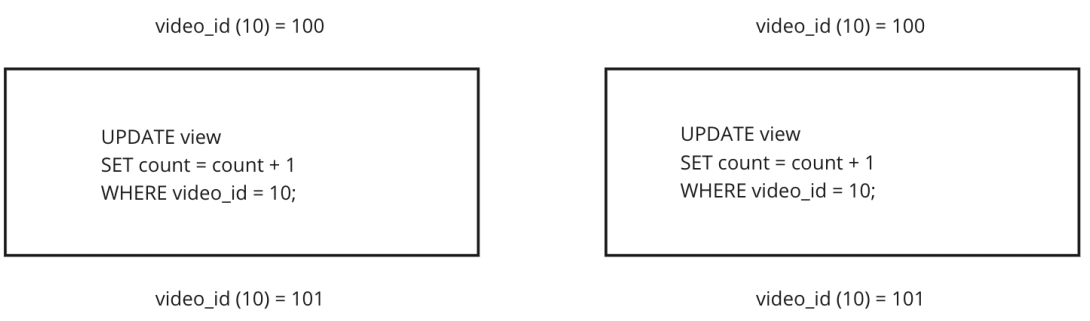 video_id (10) = 100
UPDATE view
SET count = count + 1
WHERE video_id = 10;
video_id (10) = 101
video_id (10) = 100
UPDATE view
SET count = count + 1
WHERE video_id = 10;
video_id (10) = 101